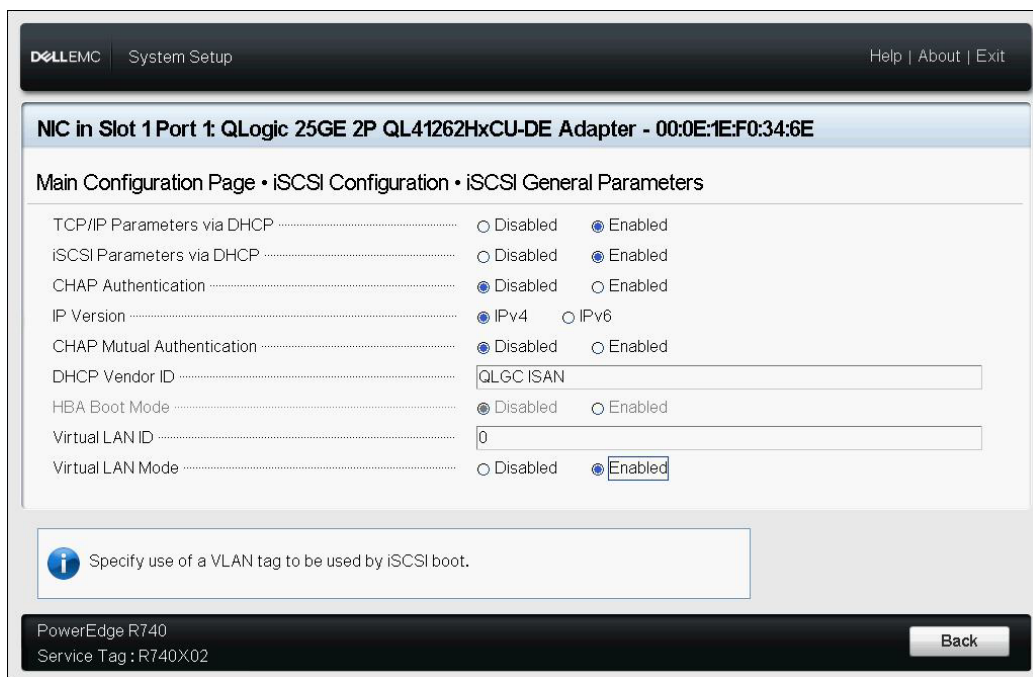 DELLEMC System Setup Help | About | Exit
NIC in Slot 1 Port 1: QLogic 25GE 2P QL41262HxCU-DE Adapter - 00:0E:1E:F0:34:6E
Main Configuration Page • iSCSI Configuration • iSCSI General Parameters
TCP/IP Parameters via DHCP Disabled Enabled
iSCSI Parameters via DHCP Disabled Enabled
CHAP Authentication Disabled Enabled
IP Version IPv4 IPv6
CHAP Mutual Authentication Disabled Enabled
DHCP Vendor ID QLGC ISAN
HBA Boot Mode Disabled Enabled
Virtual LAN ID 0
Virtual LAN Mode Disabled Enabled
Specify use of a VLAN tag to be used by iSCSI boot.
PowerEdge R740
Service Tag : R740X02
Back